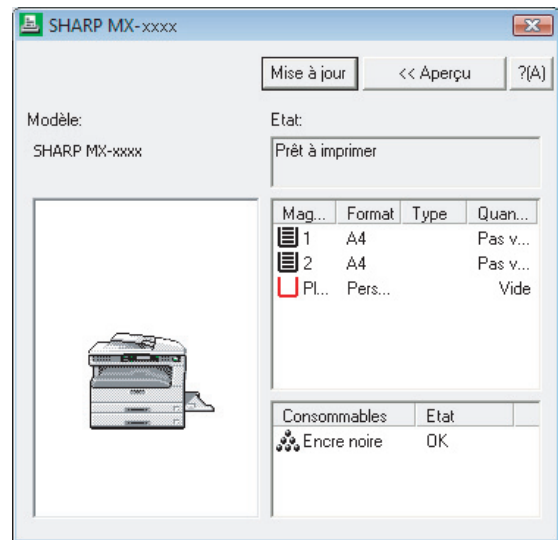 SHARP MX-xxxx
Mise à jour << Aperçu ?(A)
Modèle: Etat:
SHARP MX-xxxx Prêt à imprimer
Mag... Format Type Quan...
1 A4 Pas v...
2 A4 Pas v...
Pl... Pers... Vide
Consommables Etat
Encre noire OK